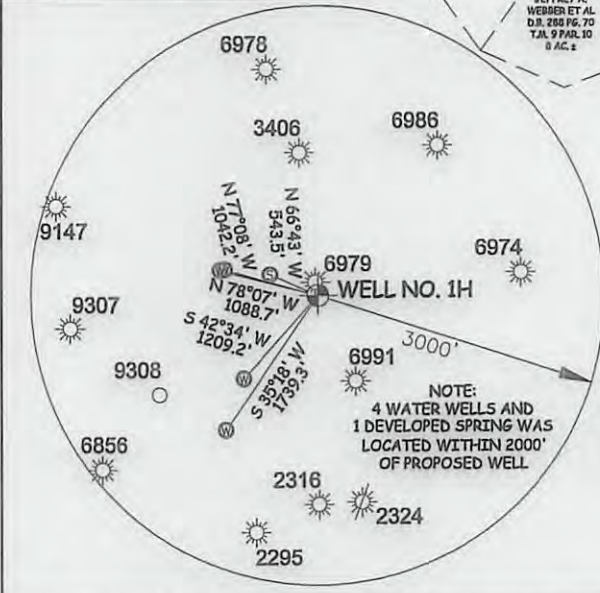 WEBBER ET AL
D.B. 268 PG. 70
T.M. 9 PAR. 10
6978
3406
6986
9147
N 77°08' W
1042.2'
N 66°43' W
543.5'
6974
6979
WELL NO. 1H
N 78°07' W
1088.7'
9307
S 42°34' W
1209.2'
3000'
S 35°18' W
1739.3'
9308
6991
NOTE:
4 WATER WELLS AND
1 DEVELOPED SPRING WAS
LOCATED WITHIN 2000'
OF PROPOSED WELL
6856
2316
2324
2295
S
W
W
W
W